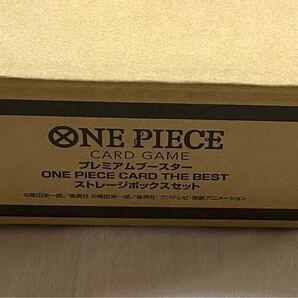 ONE PIECE
CARD GAME
プレミアムブースター
ONE PIECE CARD THE BEST
ストレージボックスセット
©尾田栄一郎／集英社 ©尾田栄一郎／集英社・フジテレビ・東映アニメーション